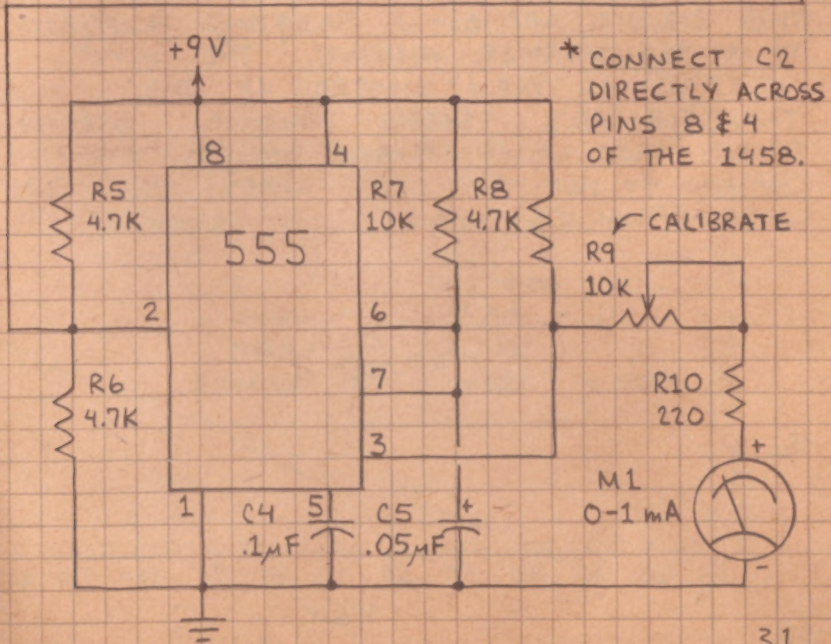 +9V
* CONNECT C2
DIRECTLY ACROSS
PINS 8 & 4
OF THE 1458.
8
4
R5
4.7K
R7
10K
R8
4.7K
555
CALIBRATE
R9
10K
2
6
R6
4.7K
7
R10
220
3
+
M1
0-1 mA
1
C4
.1μF
5
C5
.05μF
+
-
31